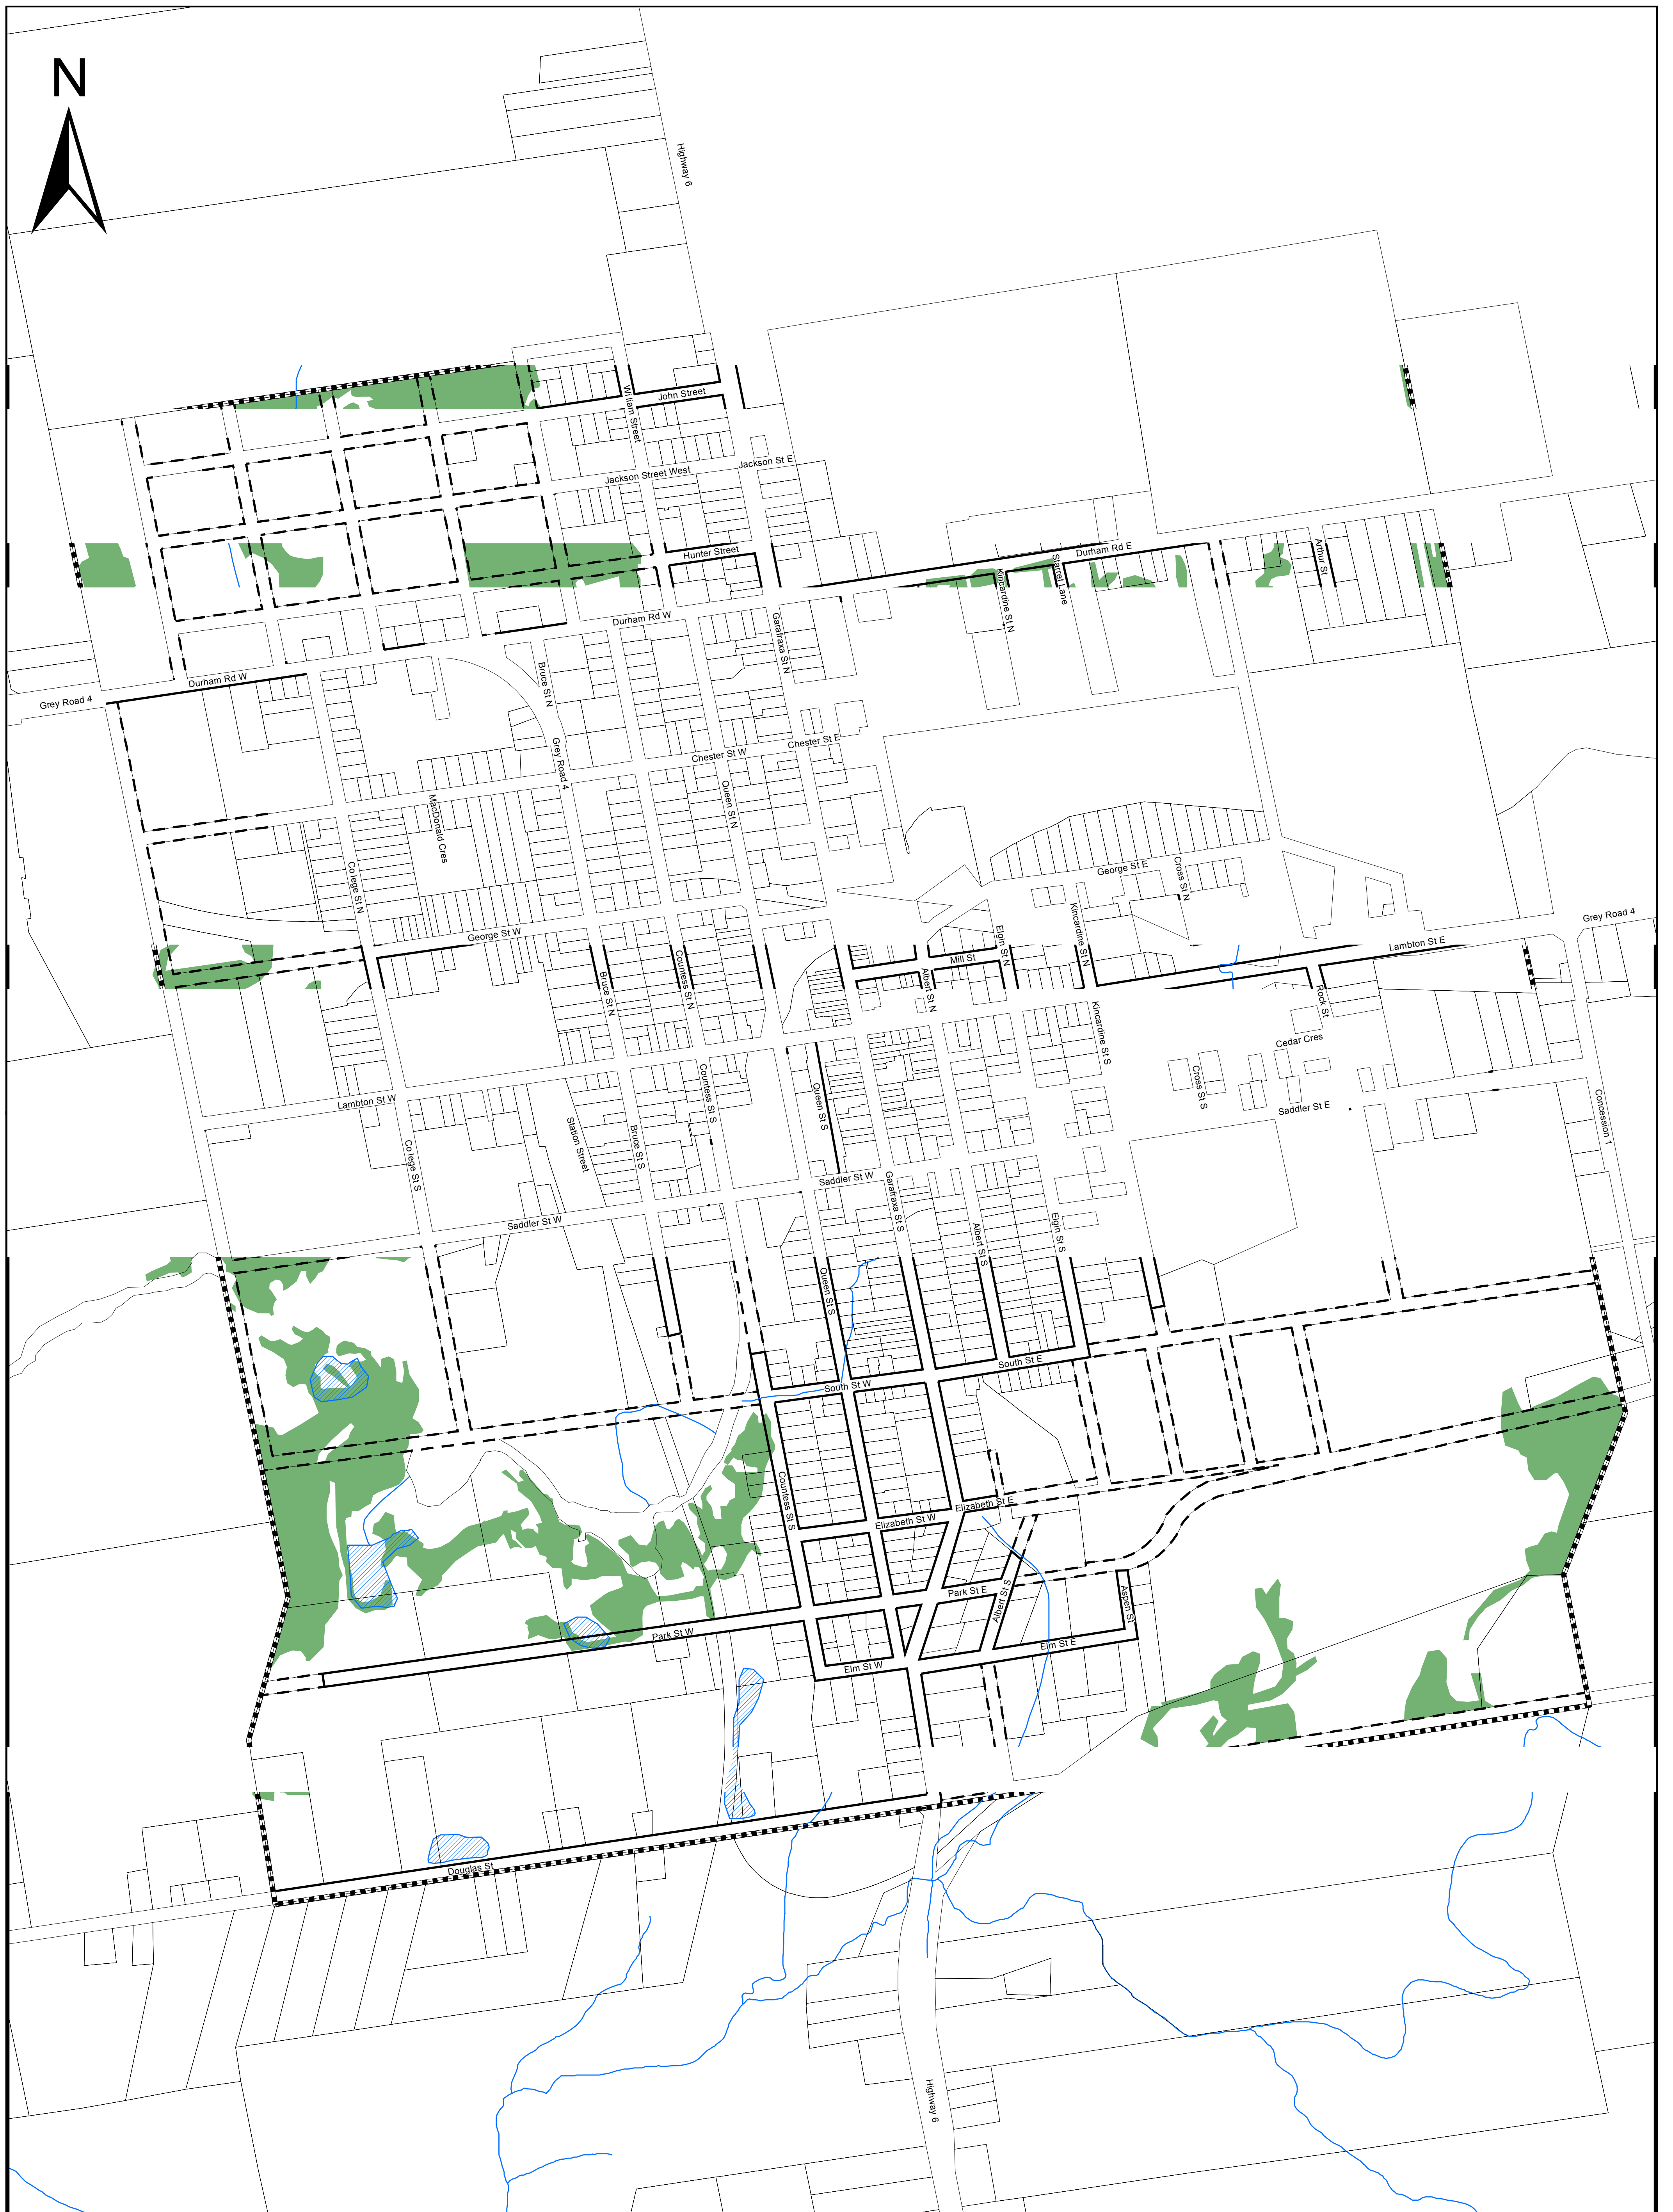 N
Highway 6
William Street
John Street
Jackson Street West
Jackson St E
Hunter Street
Durham Rd E
Arthur St
Starret Lane
Kincardine St N
Durham Rd W
Garafraxa St N
Bruce St N
Durham Rd W
Grey Road 4
Grey Road 4
Chester St W
Chester St E
Queen St N
MacDonald Cres
College St N
George St E
Cross St N
Kincardine St N
Grey Road 4
Elgin St N
George St W
Lambton St E
Mill St
Albert St N
Countess St N
Bruce St N
Rock St
Kincardine St S
Cedar Cres
Cross St S
Countess St S
Queen St S
Lambton St W
Saddler St E
Concession 1
Station Street
Bruce St S
College St S
Saddler St W
Garafraxa St S
Saddler St W
Albert St S
Elgin St S
Queen St S
South St E
South St W
Countess St S
Elizabeth St E
Elizabeth St W
Park St E
Albert St S
Aspen St
Park St W
Elm St E
Elm St W
Douglas St
Highway 6